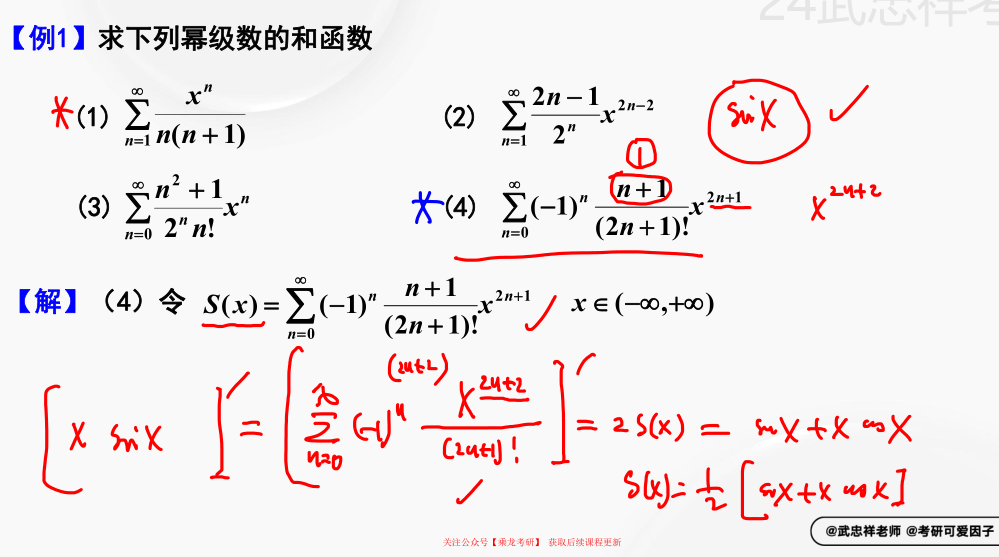 24武忠祥考
【例1】求下列幂级数的和函数
*(1) \sum_{n=1}^{\infty} \frac{x^n}{n(n+1)} (2) \sum_{n=1}^{\infty} \frac{2n-1}{2^n} x^{2n-2} sin x ✓
①
(3) \sum_{n=0}^{\infty} \frac{n^2+1}{2^n n!} x^n *(4) \sum_{n=0}^{\infty} (-1)^n \frac{n+1}{(2n+1)!} x^{2n+1} x^{2n+2}
【解】(4)令 S(x) = \sum_{n=0}^{\infty} (-1)^n \frac{n+1}{(2n+1)!} x^{2n+1} ✓ x ∈ (−∞,+∞)
[x sin x]' = [\sum_{n=0}^{\infty} (-1)^n \frac{x^{2n+2}}{(2n+1)!}]' = 2S(x) = sin x + x cos x
(2n+2)
✓
S(x) = \frac{1}{2} [sin x + x cos x]
@武忠祥老师 @考研可爱因子
关注公众号【乘龙考研】 获取后续课程更新